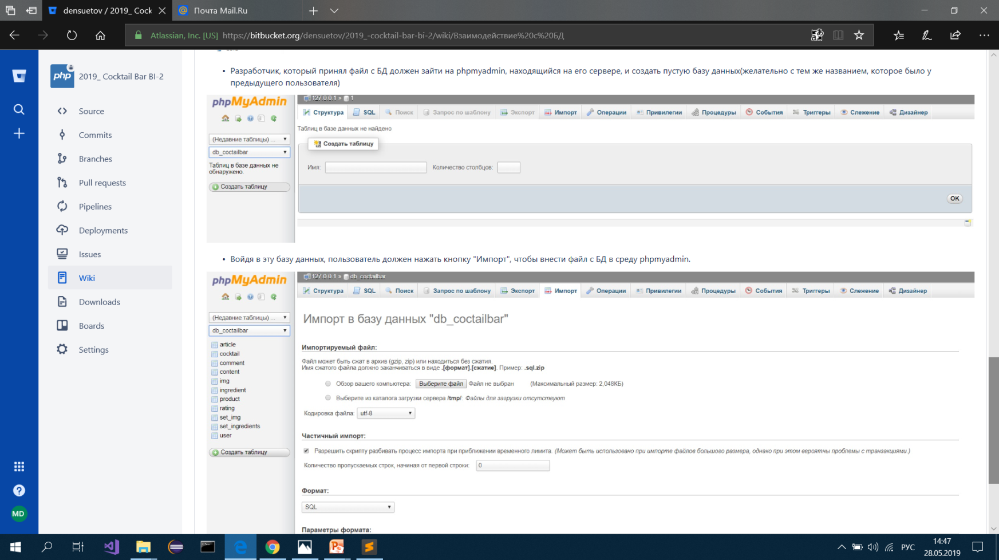 densuetov / 2019_ Cock
Почта Mail.Ru
Atlassian, Inc. [US] https://bitbucket.org/densuetov/2019_-cocktail-bar-bi-2/wiki/Взаимодействие%20с%20БД
php
2019_ Cocktail Bar BI-2
Source
Commits
Branches
Pull requests
Pipelines
Deployments
Issues
Wiki
Downloads
Boards
Settings
MD
• Разработчик, который принял файл с БД должен зайти на phpmyadmin, находящийся на его сервере, и создать пустую базу данных(желательно с тем же названием, которое было у
предыдущего пользователя)
phpMyAdmin
(Недавние таблицы) ...
db_coctailbar
Таблиц в базе данных не
обнаружено.
Создать таблицу
127.0.0.1 » 1
Структура SQL Поиск Запрос по шаблону Экспорт Импорт Операции Привилегии Процедуры События Триггеры Слежение Дизайнер
Таблиц в базе данных не найдено
Создать таблицу
Имя: Количество столбцов:
OK
• Войдя в эту базу данных, пользователь должен нажать кнопку "Импорт", чтобы внести файл с БД в среду phpmyadmin.
phpMyAdmin
(Недавние таблицы) ...
db_coctailbar
article
cocktail
comment
content
img
ingredient
product
rating
set_img
set_ingredients
user
Создать таблицу
127.0.0.1 » db_coctailbar
Структура SQL Поиск Запрос по шаблону Экспорт Импорт Операции Привилегии Процедуры События Триггеры Слежение Дизайнер
Импорт в базу данных "db_coctailbar"
Импортируемый файл:
Файл может быть сжат в архив (gzip, zip) или находиться без сжатия.
Имя сжатого файла должно заканчиваться в виде .[формат].[сжатие]. Пример: .sql.zip
Обзор вашего компьютера: Выберите файл Файл не выбран (Максимальный размер: 2,048КБ)
Выберите из каталога загрузки сервера /tmp/: Файлы для загрузки отсутствуют
Кодировка файла: utf-8
Частичный импорт:
Разрешить скрипту разбивать процесс импорта при приближении временного лимита. (Может быть использовано при импорте файлов большого размера, однако при этом вероятны проблемы с транзакциями.)
Количество пропускаемых строк, начиная от первой строки: 0
Формат:
SQL
Параметры формата:
РУС
14:47
28.05.2019